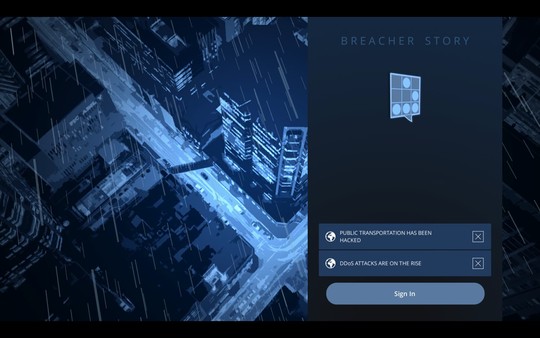 BREACHER STORY
PUBLIC TRANSPORTATION HAS BEEN
HACKED
DDoS ATTACKS ARE ON THE RISE
Sign In